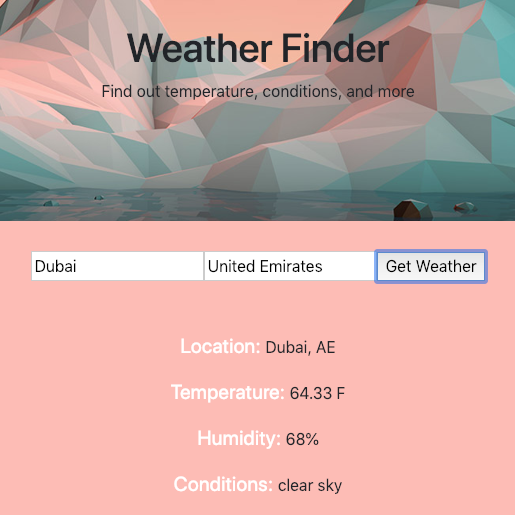 Weather Finder
Find out temperature, conditions, and more
Dubai United Emirates Get Weather
Location: Dubai, AE
Temperature: 64.33 F
Humidity: 68%
Conditions: clear sky